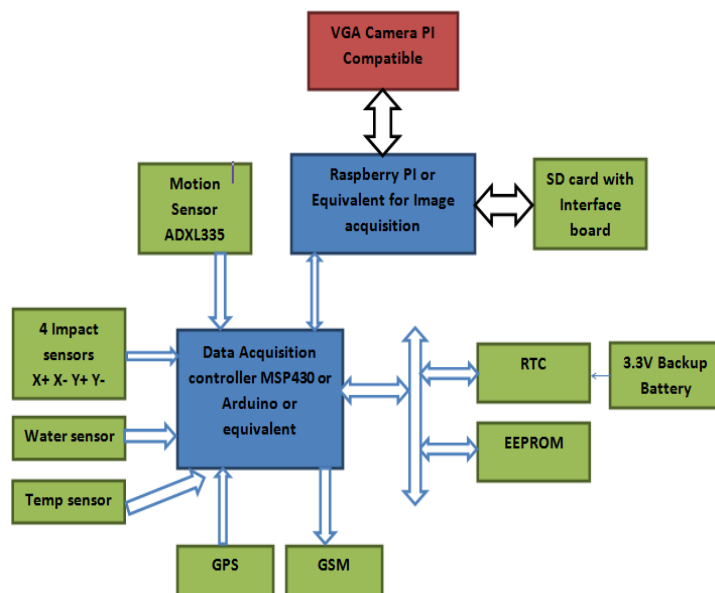 VGA Camera PI
Compatible
Motion
Sensor
ADXL335
Raspberry PI or
Equivalent for Image
acquisition
SD card with
Interface
board
4 Impact
sensors
X+ X- Y+ Y-
Data Acquisition
controller MSP430 or
Arduino or
equivalent
RTC
3.3V Backup
Battery
Water sensor
EEPROM
Temp sensor
GPS
GSM